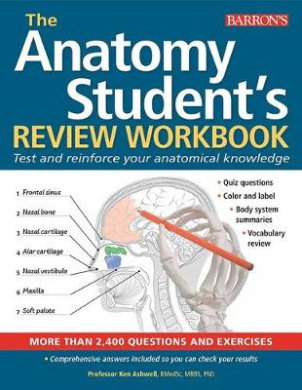 BARRON'S
The
Anatomy
Student's
REVIEW WORKBOOK
Test and reinforce your anatomical knowledge
1 Frontal sinus
2 Nasal bone
3 Nasal cartilage
4 Alar cartilage
5 Nasal vestibule
6 Maxilla
7 Soft palate
• Quiz questions
• Color and label
• Body system
summaries
• Vocabulary
review
MORE THAN 2,400 QUESTIONS AND EXERCISES
• Comprehensive answers included so you can check your results
Professor Ken Ashwell, BMedSc, MBBS, PhD